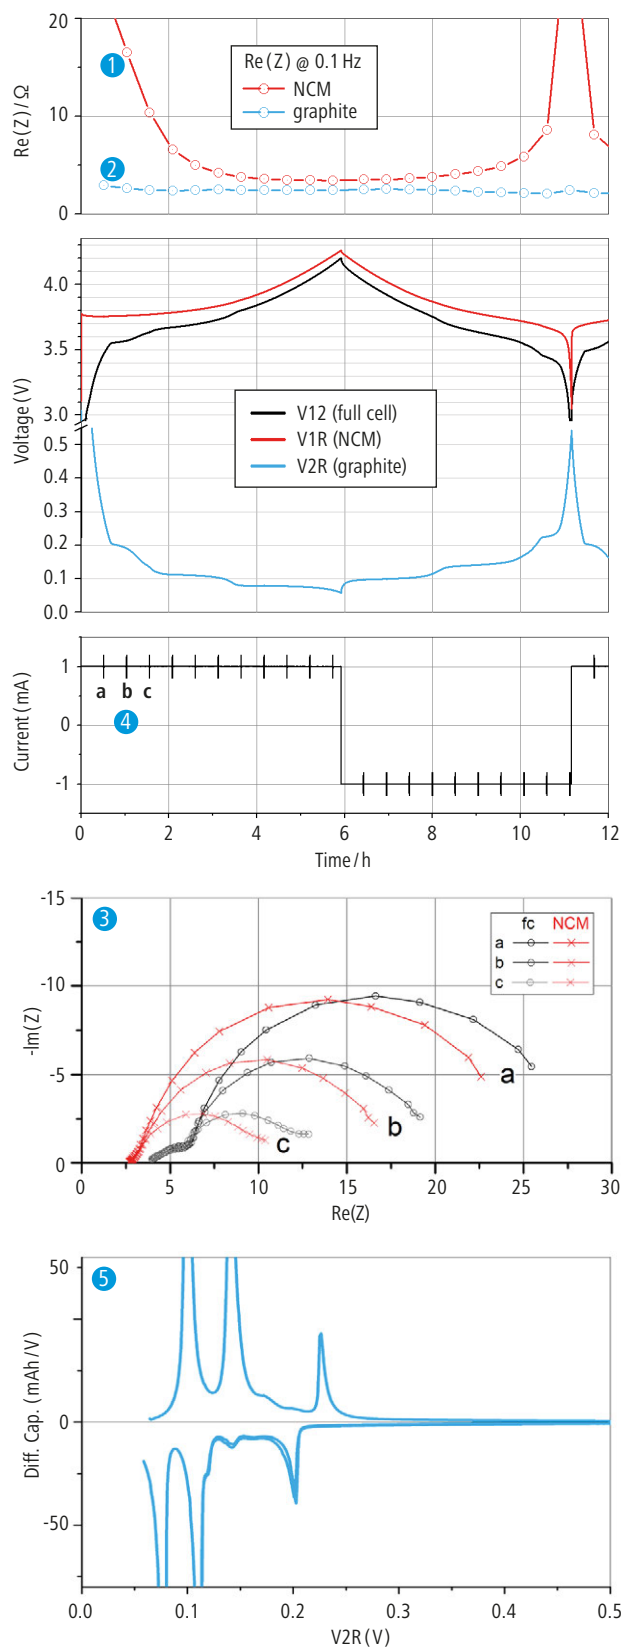 20
10
0
Re(Z)/Ω
1
2
Re(Z) @ 0.1 Hz
NCM
graphite
4.0
3.5
3.0
0.5
0.4
0.3
0.2
0.1
0.0
Voltage(V)
V12 (full cell)
V1R (NCM)
V2R (graphite)
1
0
-1
Current(mA)
a b c
4
0 2 4 6 8 10 12
Time/h
-15
-10
-5
0
-Im(Z)
3
fc NCM
a
b
c
a
b
c
0 5 10 15 20 25 30
Re(Z)
50
0
-50
Diff. Cap. (mAh/V)
5
0.0 0.1 0.2 0.3 0.4 0.5
V2R(V)